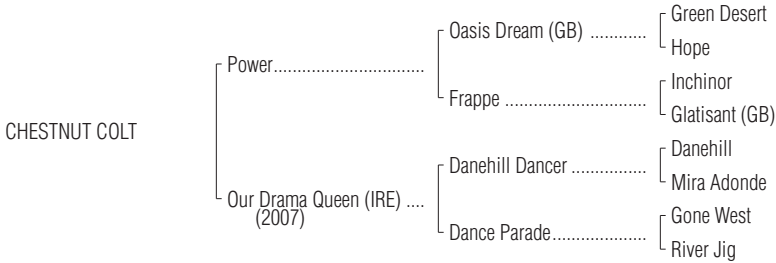 Green Desert
Oasis Dream (GB) ............
Hope
Power................................
Inchinor
Frappe ..............................
Glatisant (GB)
CHESTNUT COLT
Danehill
Danehill Dancer ................
Mira Adonde
Our Drama Queen (IRE) ....
(2007)
Gone West
Dance Parade....................
River Jig